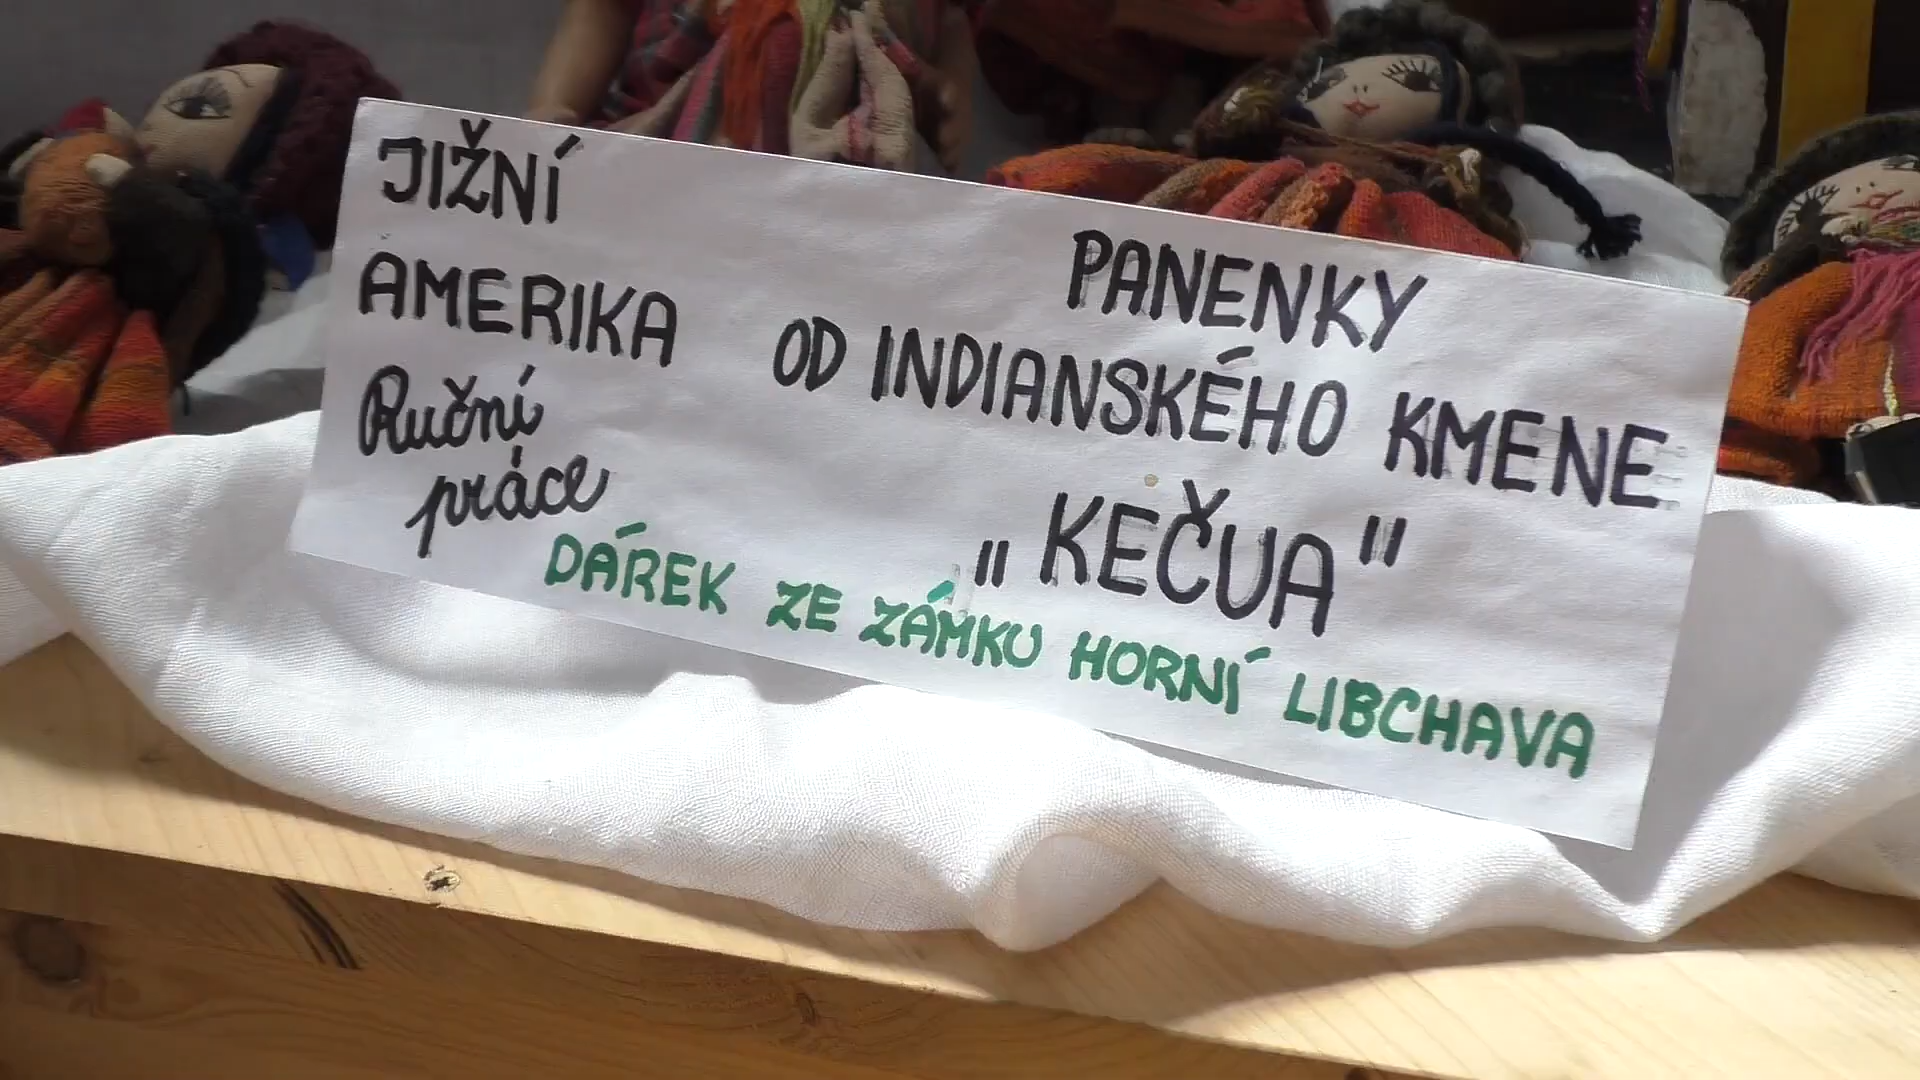 JIŽNÍ
AMERIKA
Ruční
práce
PANENKY
OD INDIANSKÉHO KMENE
„KEČUA"
DÁREK ZE ZÁMKU HORNÍ LIBCHAVA